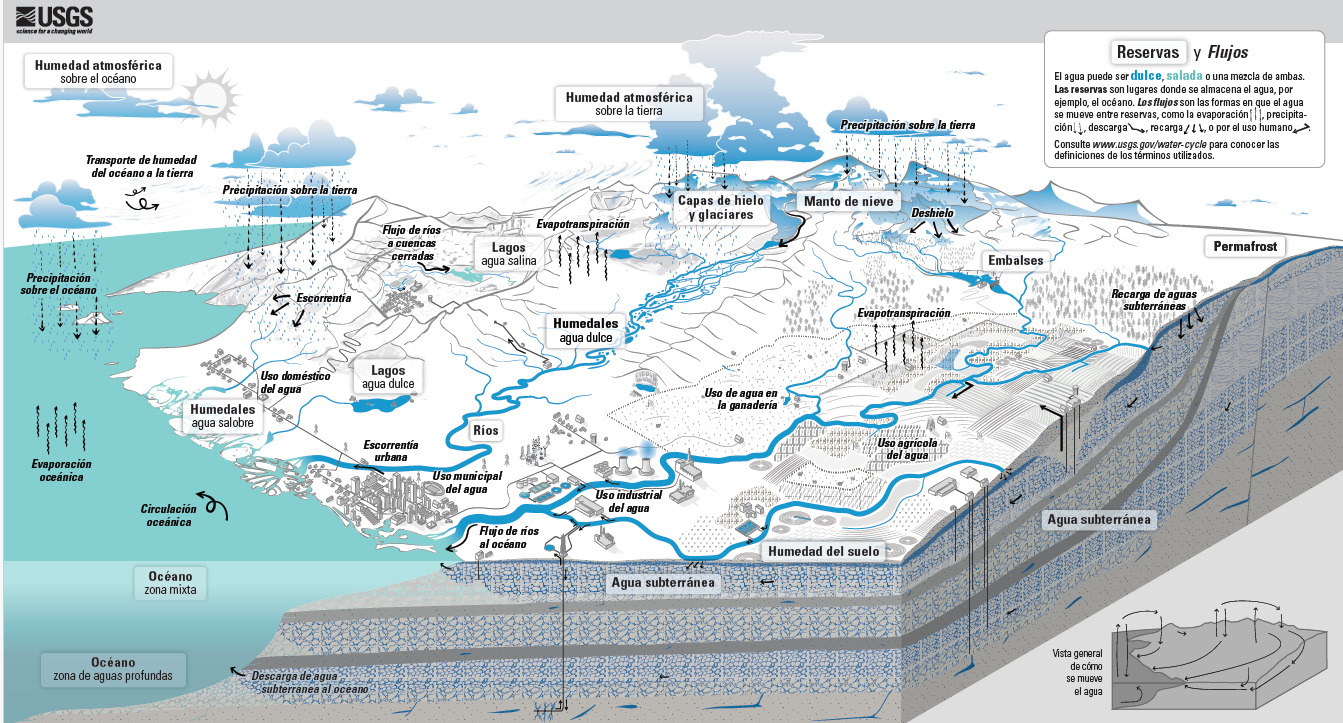 USGS
science for a changing world
Humedad atmosférica
sobre el océano
Humedad atmosférica
sobre la tierra
Reservas y Flujos
El agua puede ser dulce, salada o una mezcla de ambas.
Las reservas son lugares donde se almacena el agua, por
ejemplo, el océano. Los flujos son las formas en que el agua
se mueve entre reservas, como la evaporación, precipita-
ción, descarga, recarga, o por el uso humano.
Consulte www.usgs.gov/water-cycle para conocer las
definiciones de los términos utilizados.
Precipitación sobre la tierra
Transporte de humedad
del océano a la tierra
Precipitación sobre la tierra
Capas de hielo
y glaciares
Manto de nieve
Deshielo
Evapotranspiración
Flujo de ríos
a cuencas
cerradas
Lagos
agua salina
Permafrost
Embalses
Precipitación
sobre el océano
Escorrentía
Recarga de aguas
subterráneas
Evapotranspiración
Humedales
agua dulce
Lagos
agua dulce
Uso doméstico
del agua
Uso de agua en
la ganadería
Humedales
agua salobre
Ríos
Escorrentía
urbana
Uso agrícola
del agua
Evaporación
oceánica
Uso municipal
del agua
Uso industrial
del agua
Circulación
oceánica
Agua subterránea
Flujo de ríos
al océano
Humedad del suelo
Océano
zona mixta
Agua subterránea
Océano
zona de aguas profundas
Descarga de agua
subterránea al océano
Vista general
de cómo
se mueve
el agua